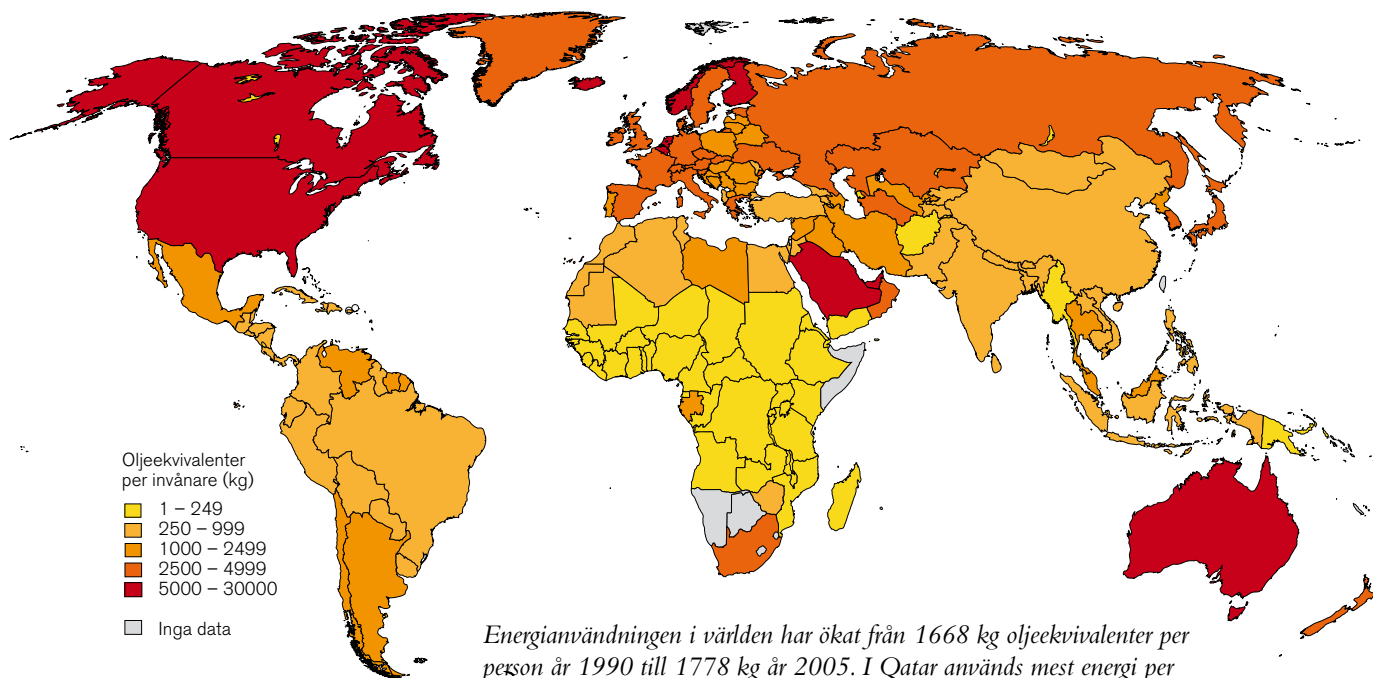 Oljeekvivalenter
per invånare (kg)
1 – 249
250 – 999
1000 – 2499
2500 – 4999
5000 – 30000
Inga data
Energianvändningen i världen har ökat från 1668 kg oljeekvivalenter per
person år 1990 till 1778 kg år 2005. I Qatar används mest energi per